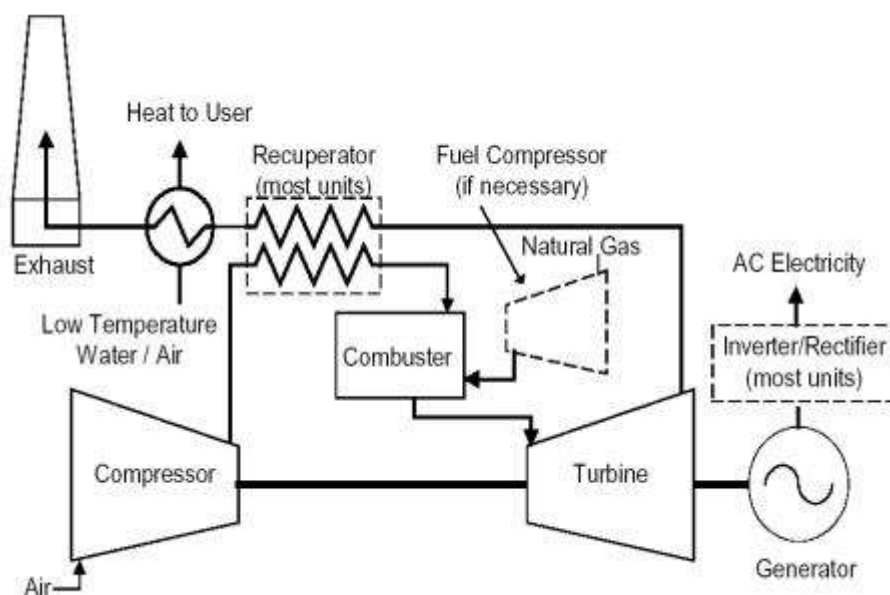 Heat to User
Recuperator
(most units)
Fuel Compressor
(if necessary)
Natural Gas
Exhaust
AC Electricity
Low Temperature
Water / Air
Combuster
Inverter/Rectifier
(most units)
Compressor
Turbine
Air
Generator